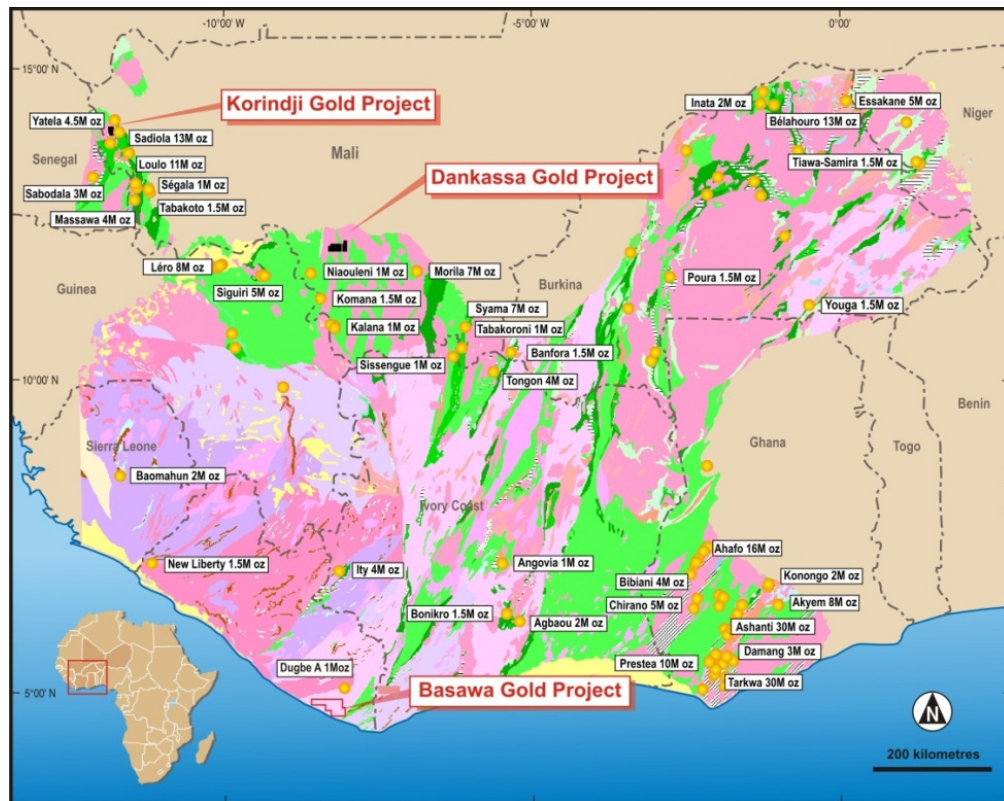 -10°00' W
-5°00' W
0°00'
15°00' N
Inata 2M oz
Essakane 5M oz
Niger
Korindji Gold Project
Yatela 4.5M oz
Bélahouro 13M oz
Sadiola 13M oz
Mali
Senegal
Loulo 11M oz
Tiawa-Samira 1.5M oz
Dankassa Gold Project
Ségala 1M oz
Sabodala 3M oz
Tabakoto 1.5M oz
Massawa 4M oz
Léro 8M oz
Niaouleni 1M oz
Morila 7M oz
Poura 1.5M oz
Guinea
Burkina
Siguiri 5M oz
Komana 1.5M oz
Youga 1.5M oz
Syama 7M oz
Kalana 1M oz
Tabakoroni 1M oz
Sissengue 1M oz
Banfora 1.5M oz
10°00' N
Tongon 4M oz
Benin
Sierra Leone
Ghana
Togo
Baomahun 2M oz
Ivory Coast
Ahafo 16M oz
New Liberty 1.5M oz
Ity 4M oz
Angovia 1M oz
Bibiani 4M oz
Konongo 2M oz
Chirano 5M oz
Akyem 8M oz
Bonikro 1.5M oz
Agbaou 2M oz
Ashanti 30M oz
Damang 3M oz
Prestea 10M oz
Dugbe A 1Moz
Tarkwa 30M oz
5°00' N
Basawa Gold Project
N
200 kilometres